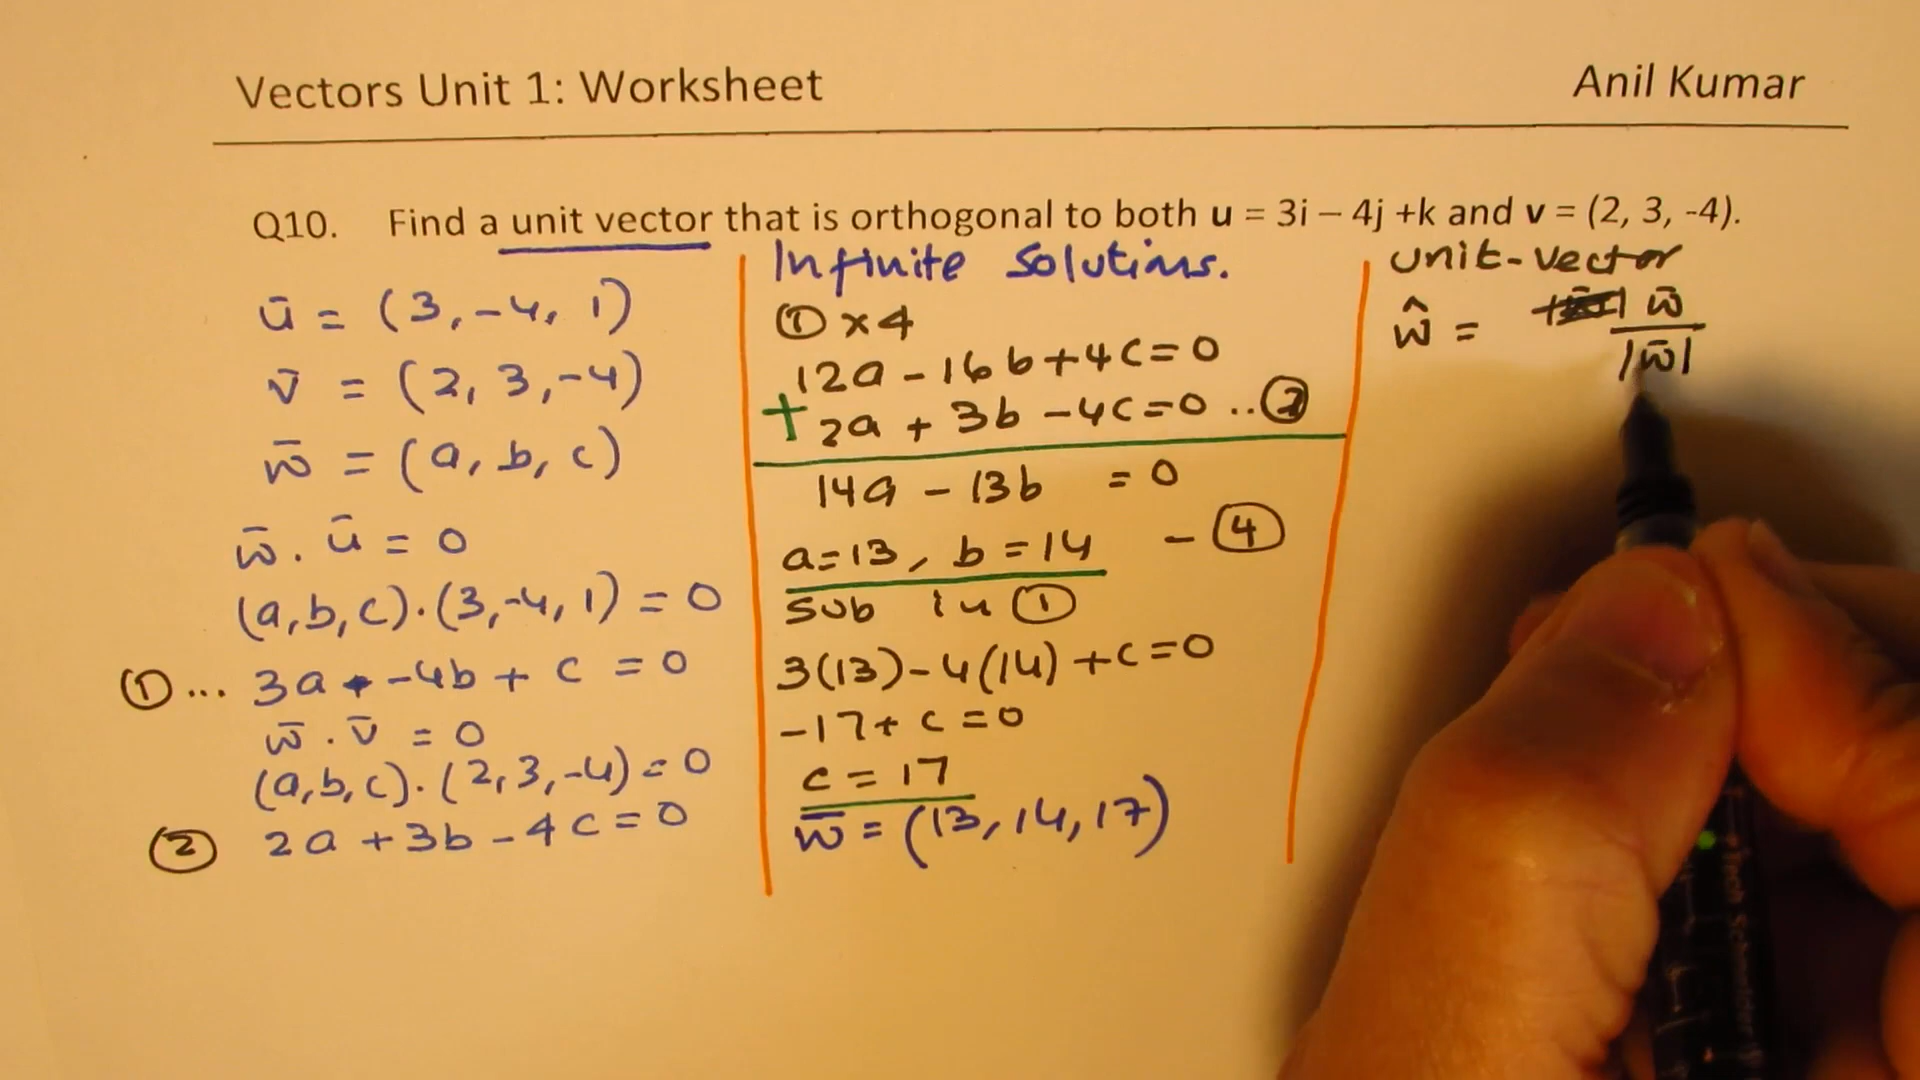 Vectors Unit 1: Worksheet
Anil Kumar
Q10. Find a unit vector that is orthogonal to both u = 3i – 4j +k and v = (2, 3, -4).
ū = (3, -4, 1)
v̄ = (2, 3, -4)
w̄ = (a, b, c)
w̄ . ū = 0
(a, b, c) . (3, -4, 1) = 0
① ... 3a - 4b + c = 0
w̄ . v̄ = 0
(a, b, c) . (2, 3, -4) = 0
② 2a + 3b - 4c = 0
Infinite Solutions.
① × 4
12a - 16b + 4c = 0
+ 2a + 3b - 4c = 0 .. ②
14a - 13b = 0
a = 13, b = 14 - ④
sub in ①
3(13) - 4(14) + c = 0
-17 + c = 0
c = 17
w̄ = (13, 14, 17)
unit-vector
ŵ = w̄
|w̄|